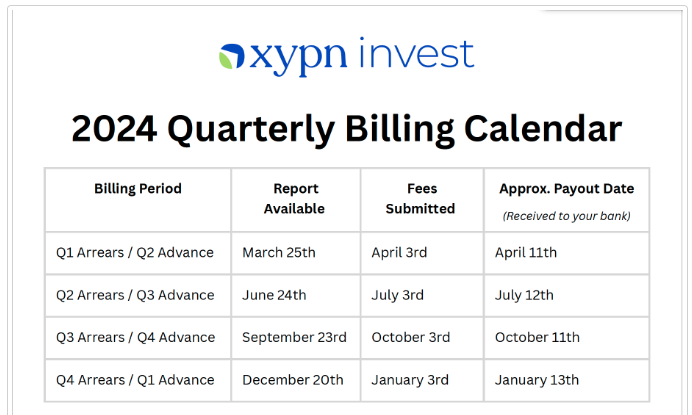 xypn invest
2024 Quarterly Billing Calendar
Billing Period Report Available Fees Submitted Approx. Payout Date (Received to your bank)
Q1 Arrears / Q2 Advance March 25th April 3rd April 11th
Q2 Arrears / Q3 Advance June 24th July 3rd July 12th
Q3 Arrears / Q4 Advance September 23rd October 3rd October 11th
Q4 Arrears / Q1 Advance December 20th January 3rd January 13th